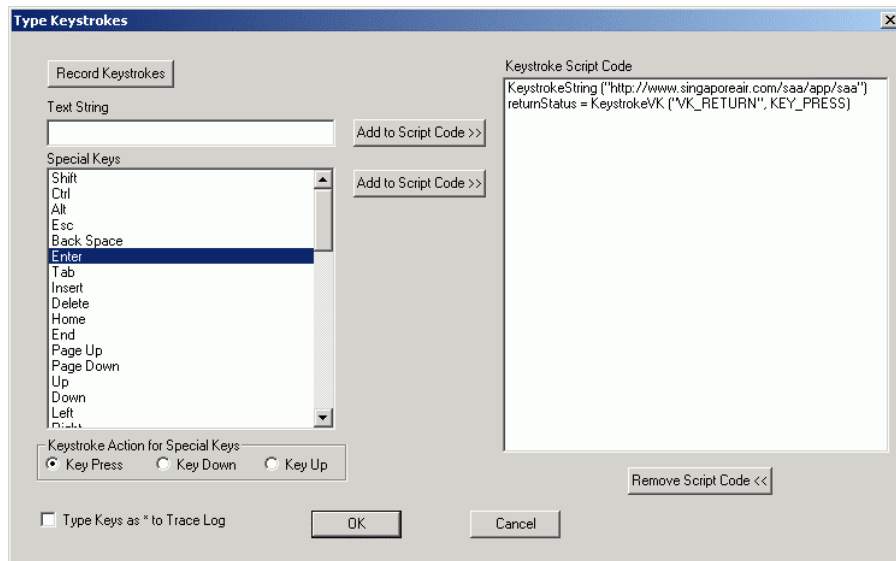 Type Keystrokes
Record Keystrokes
Text String
Add to Script Code >>
Special Keys
Shift
Ctrl
Alt
Esc
Back Space
Enter
Tab
Insert
Delete
Home
End
Page Up
Page Down
Up
Down
Left
Right
Add to Script Code >>
Keystroke Action for Special Keys
Key Press
Key Down
Key Up
Type Keys as * to Trace Log
OK
Cancel
Keystroke Script Code
KeystrokeString ("http://www.singaporeair.com/saa/app/saa")
returnStatus = KeystrokeVK ("VK_RETURN", KEY_PRESS)
Remove Script Code <<